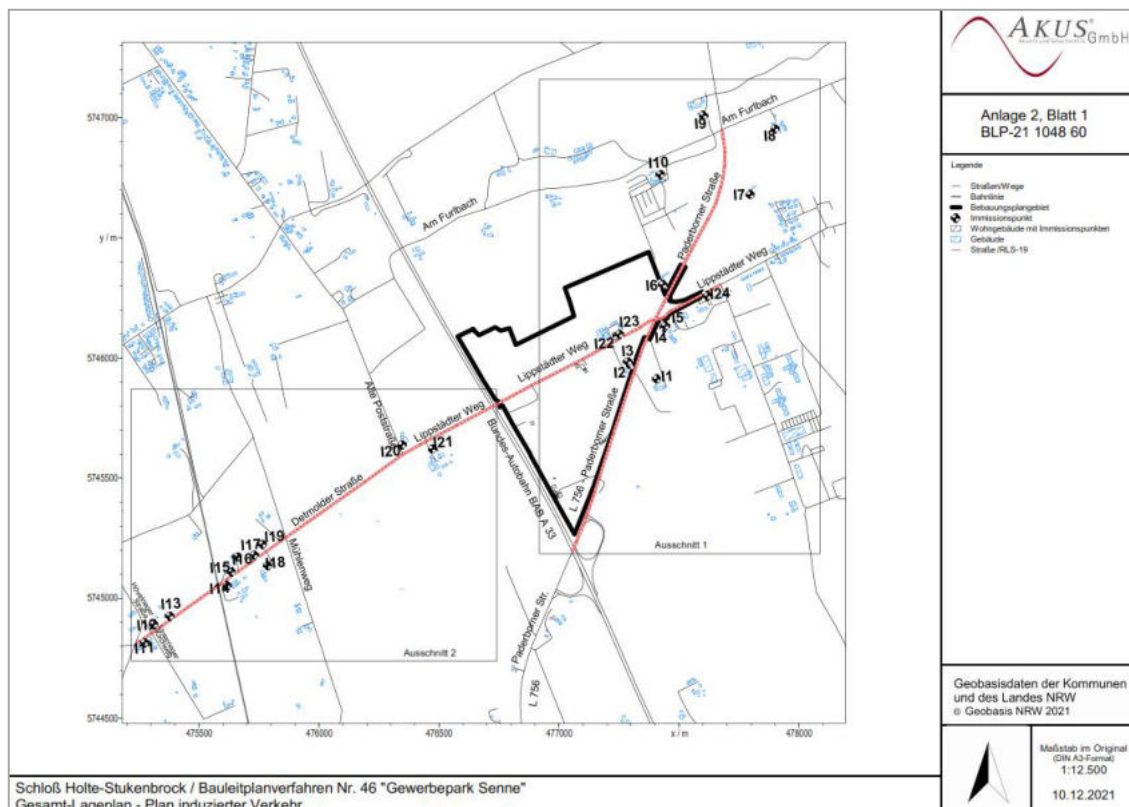 AKUS GmbH
Anlage 2, Blatt 1
BLP-21 1048 60
Legende
Straßen/Wege
Bahnlinie
Bebauungsplangebiet
Immissionspunkt
Wohngebäude mit Immissionspunkten
Gebäude
Straße /RLS-19
5747000
y / m
5746000
5745500
5745000
5744500
475500
476000
476500
477000
x / m
478000
I9
Am Furlbach
I8
I10
I7
Am Furlbach
Paderborner Straße
Lippstädter Weg
I6
I24
I5
I4
I23
I22
I3
I2
I1
Lippstädter Weg
L 756 - Paderborner Straße
Alte Poststraße
Lippstädter Weg
I20
I21
Bundes-Autobahn BAB A 33
Detmolder Straße
I17
I19
I16
I15
I18
I14
Mühlenweg
I13
I12
I11
Ausschnitt 1
Ausschnitt 2
Paderborner Str.
L 756
Geobasisdaten der Kommunen
und des Landes NRW
© Geobasis NRW 2021
Maßstab im Original
(DIN A3-Format)
1:12.500
10.12.2021
Schloß Holte-Stukenbrock / Bauleitplanverfahren Nr. 46 "Gewerbepark Senne"
Gesamt-Lageplan - Plan induzierter Verkehr